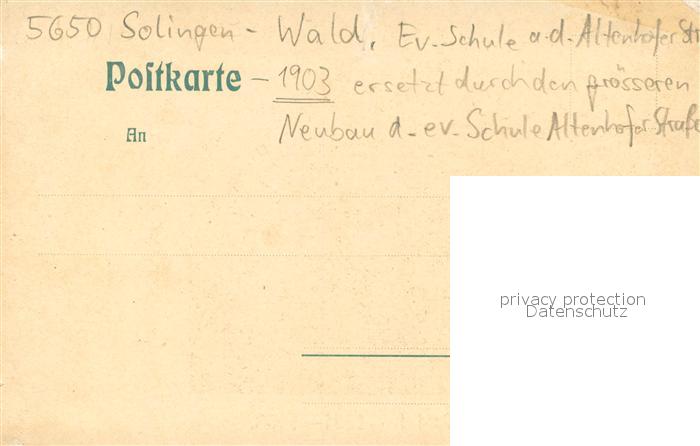 5650 Solingen - Wald, Ev. Schule a.d. Altenhofer Str
Postkarte - 1903 ersetzt durch den grösseren
An Neubau d. ev. Schule Altenhofer Straße
privacy protection
Datenschutz